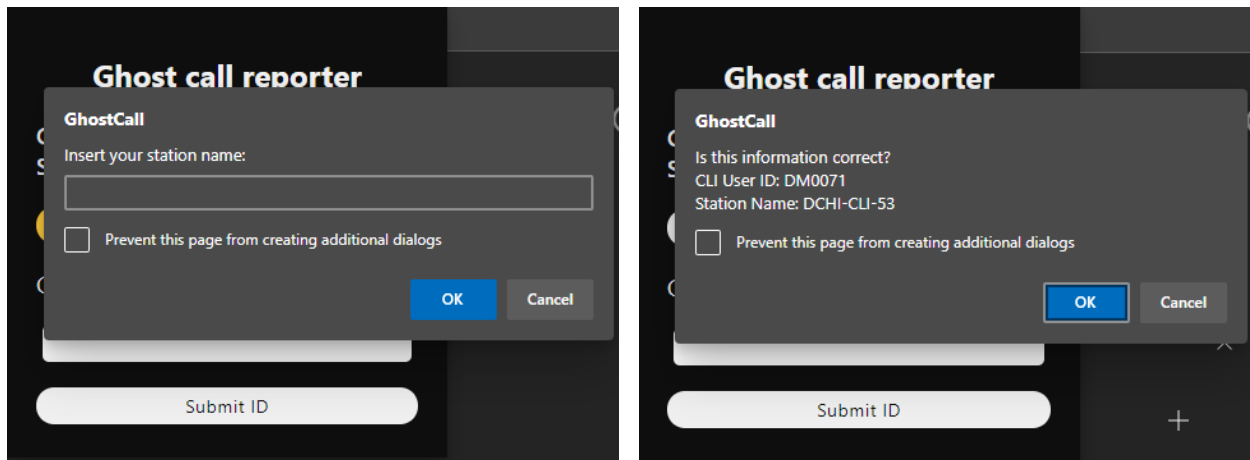 Ghost call reporter
GhostCall
Insert your station name:
Prevent this page from creating additional dialogs
OK
Cancel
Submit ID
Ghost call reporter
GhostCall
Is this information correct?
CLI User ID: DM0071
Station Name: DCHI-CLI-53
Prevent this page from creating additional dialogs
OK
Cancel
Submit ID